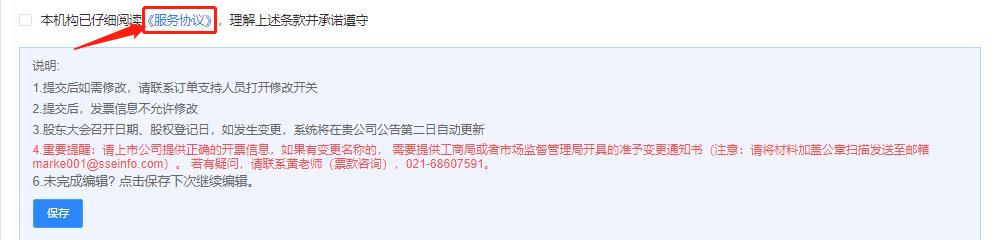 本机构已仔细阅读《服务协议》，理解上述条款并承诺遵守
说明:
1.提交后如需修改，请联系订单支持人员打开修改开关
2.提交后，发票信息不允许修改
3.股东大会召开日期、股权登记日，如发生变更，系统将在贵公司公告第二日自动更新
4.重要提醒：请上市公司提供正确的开票信息，如果有变更名称的， 需要提供工商局或者市场监督管理局开具的准予变更通知书（注意：请将材料加盖公章扫描发送至邮箱
marke001@sseinfo.com）。若有疑问，请联系黄老师（票款咨询），021-68607591。
6.未完成编辑? 点击保存下次继续编辑。
保存